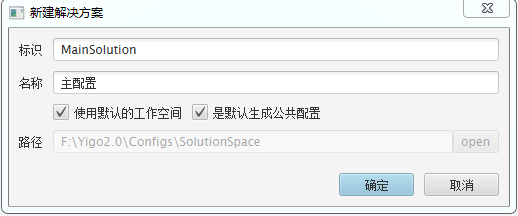 新建解决方案
标识 MainSolution
名称 主配置
使用默认的工作空间 是默认生成公共配置
路径 F:\Yigo2.0\Configs\SolutionSpace open
确定 取消